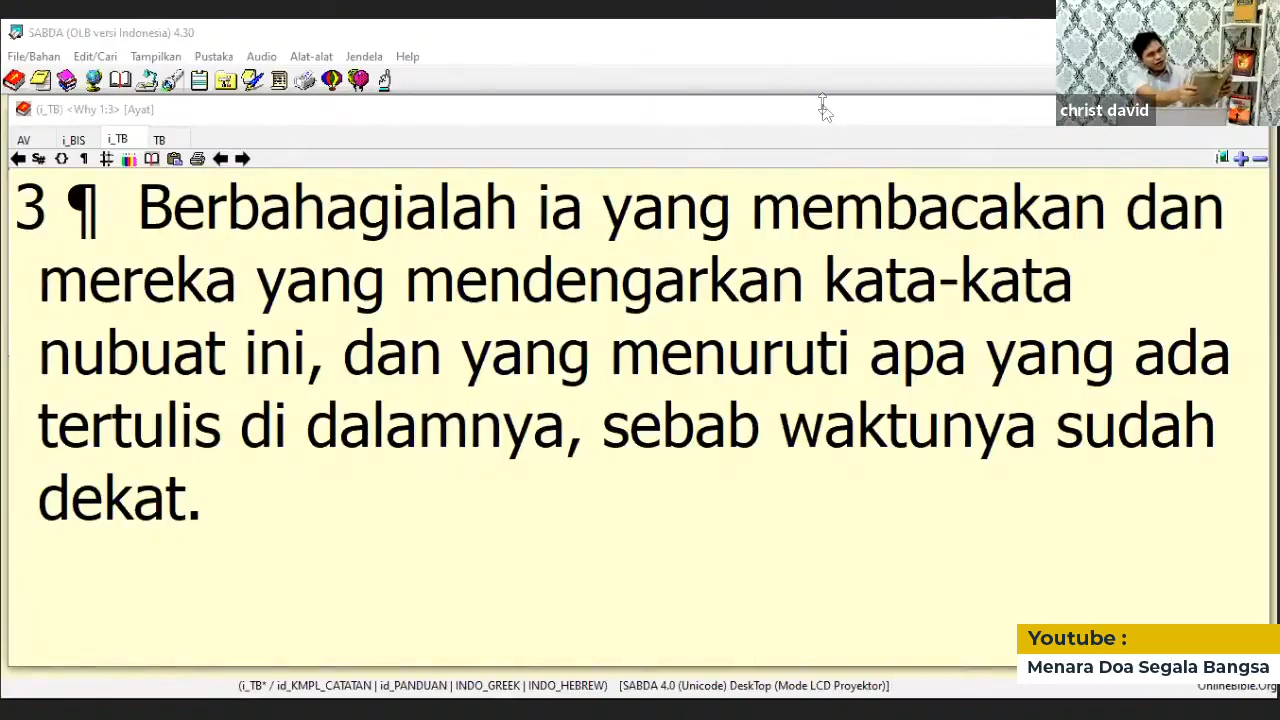 SABDA (OLB versi Indonesia) 4.30
File/Bahan Edit/Cari Tampilkan Pustaka Audio Alat-alat Jendela Help
(i_TB) <Why 1:3> [Ayat]
christ david
AV i_BIS i_TB TB
3 ¶ Berbahagialah ia yang membacakan dan
mereka yang mendengarkan kata-kata
nubuat ini, dan yang menuruti apa yang ada
tertulis di dalamnya, sebab waktunya sudah
dekat.
Youtube :
Menara Doa Segala Bangsa
(i_TB* / id_KMPL_CATATAN | id_PANDUAN | INDO_GREEK | INDO_HEBREW) [SABDA 4.0 (Unicode) DeskTop (Mode LCD Proyektor)]
OnlineBible.Org